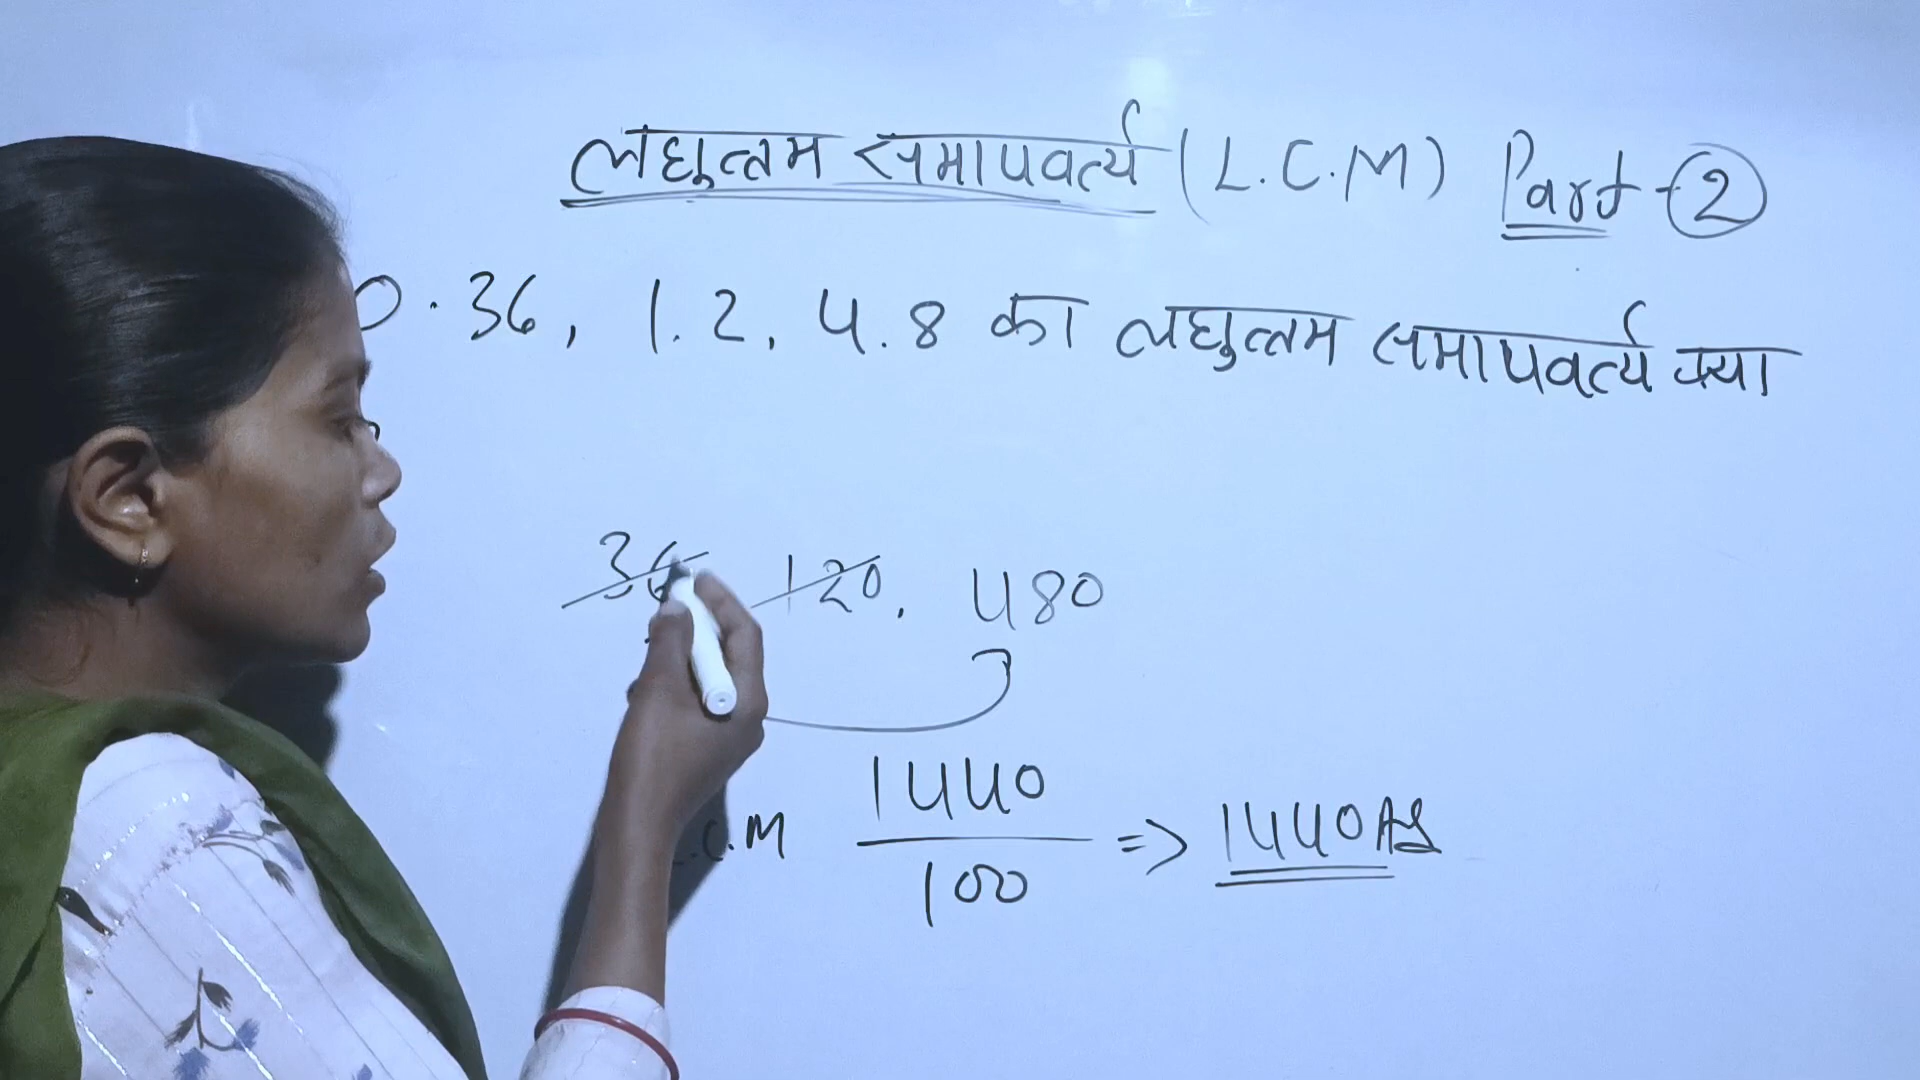 लघुत्तम समापवर्त्य (L.C.M) Part-2
0.36, 1.2, 4.8 का लघुत्तम समापवर्त्य क्या
36 120, 480
L.C.M 1440/100 => 1440 As